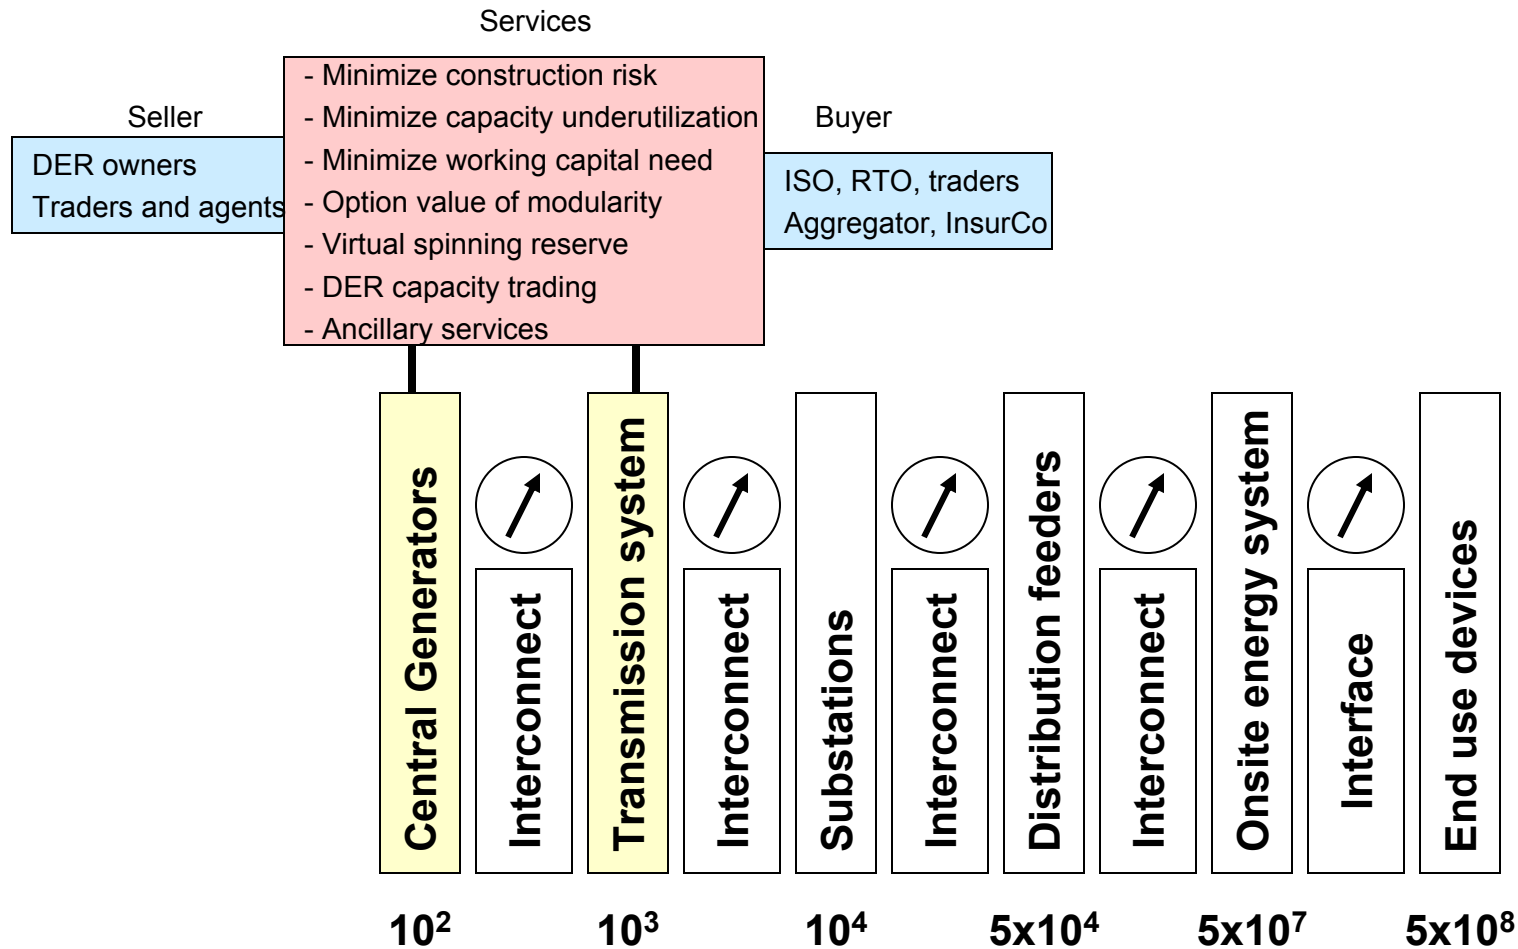 Services
Seller
DER owners
Traders and agents
- Minimize construction risk
- Minimize capacity underutilization
- Minimize working capital need
- Option value of modularity
- Virtual spinning reserve
- DER capacity trading
- Ancillary services
Buyer
ISO, RTO, traders
Aggregator, InsurCo
Central Generators
Interconnect
Transmission system
Interconnect
Substations
Interconnect
Distribution feeders
Interconnect
Onsite energy system
Interface
End use devices
10² 10³ 10⁴ 5x10⁴ 5x10⁷ 5x10⁸